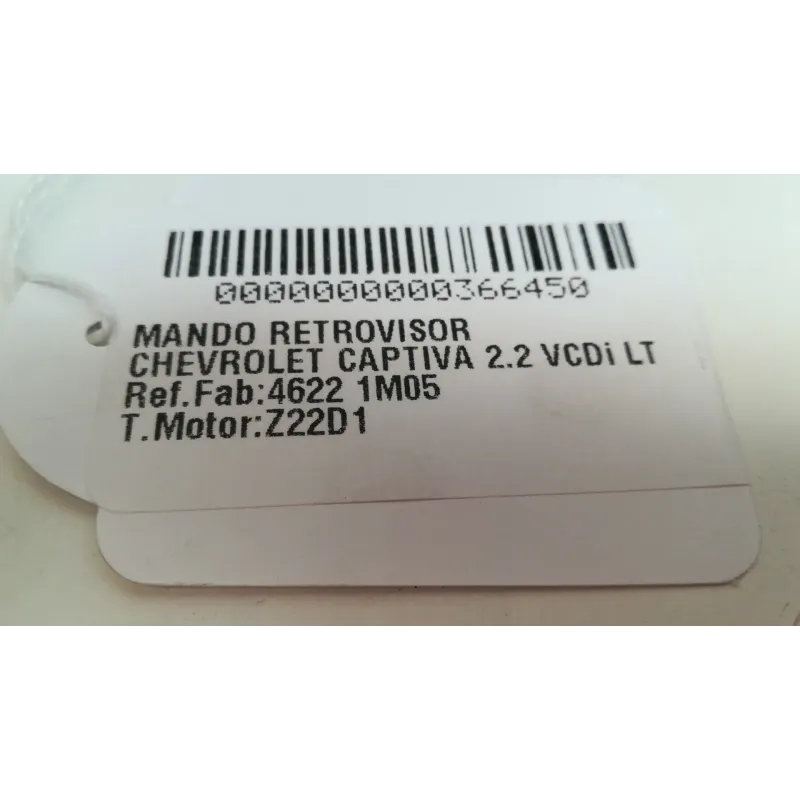 0000000000366450
MANDO RETROVISOR
CHEVROLET CAPTIVA 2.2 VCDi LT
Ref.Fab:4622 1M05
T.Motor:Z22D1